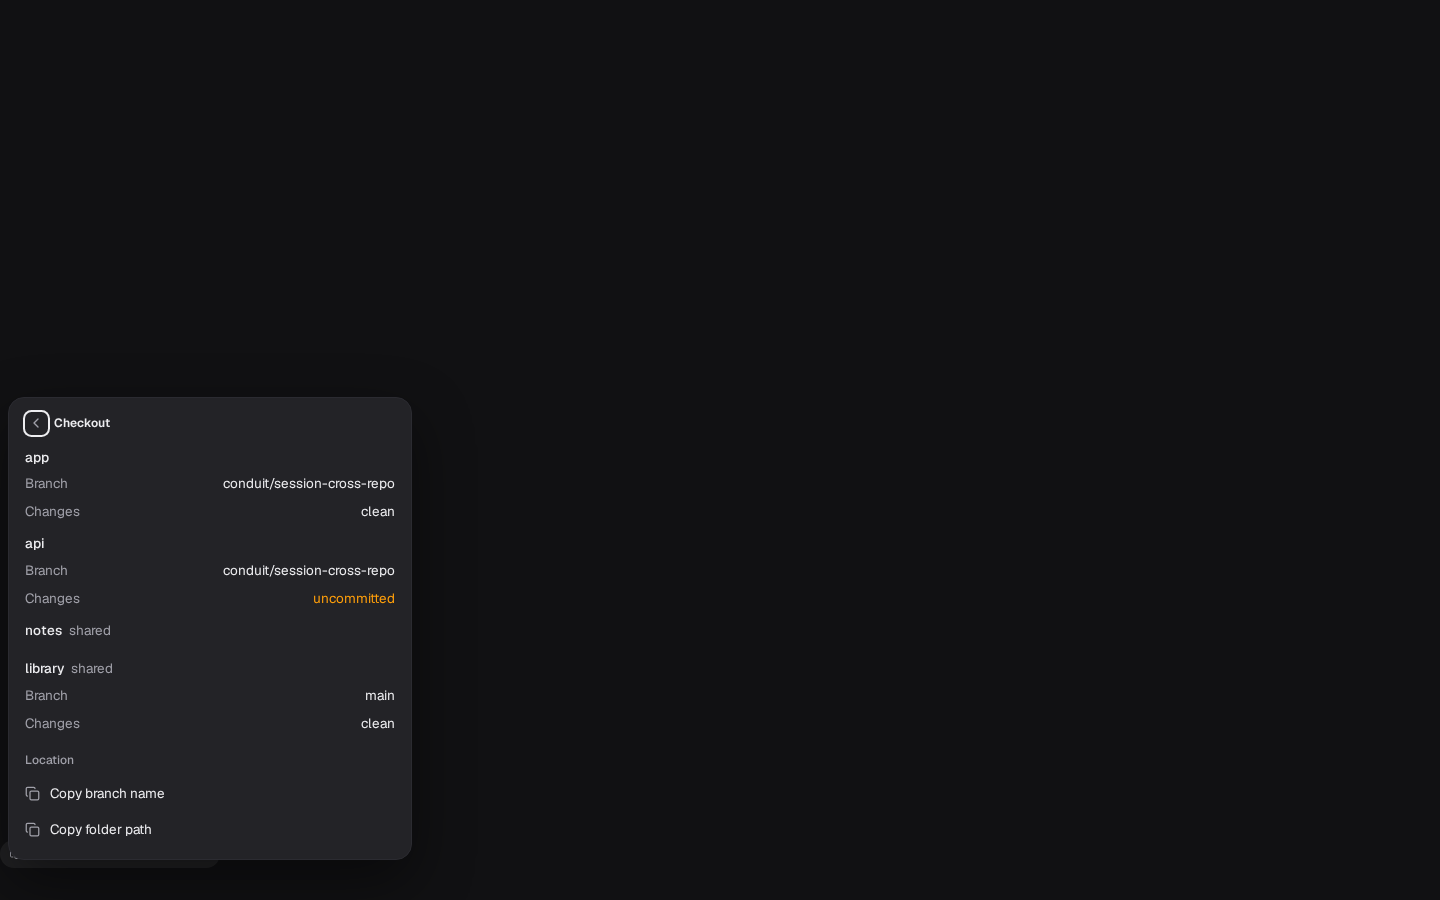 Checkout
app
Branch conduit/session-cross-repo
Changes clean
api
Branch conduit/session-cross-repo
Changes uncommitted
notes shared
library shared
Branch main
Changes clean
Location
Copy branch name
Copy folder path